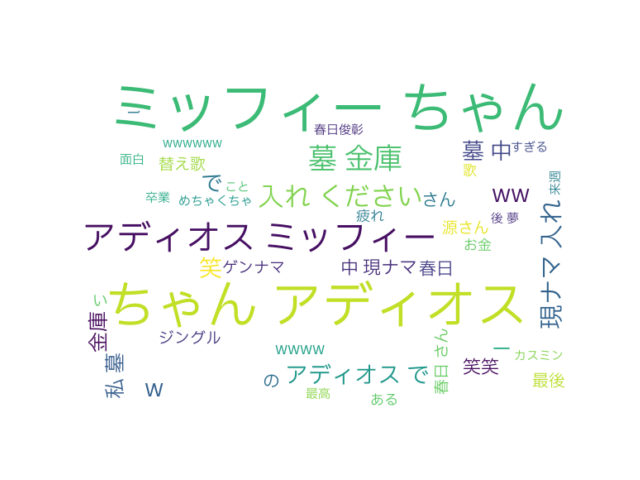 ミッフィー ちゃん
wwwwww
春日俊彰
面白
替え歌
墓 金庫
墓 中
すぎる
歌
で
こと
卒業
めちゃくちゃ
入れ ください
さん
ww
来週
疲れ
後 夢
アディオス ミッフィー
源さん
お金
笑
ゲンナマ
中 現ナマ
春日
現ナマ 入れ
い
ちゃん アディオス
金庫
ジングル
wwww
春日 さん
ー
カスミン
私 墓
w
の
アディオス で
笑笑
最後
最高
ある